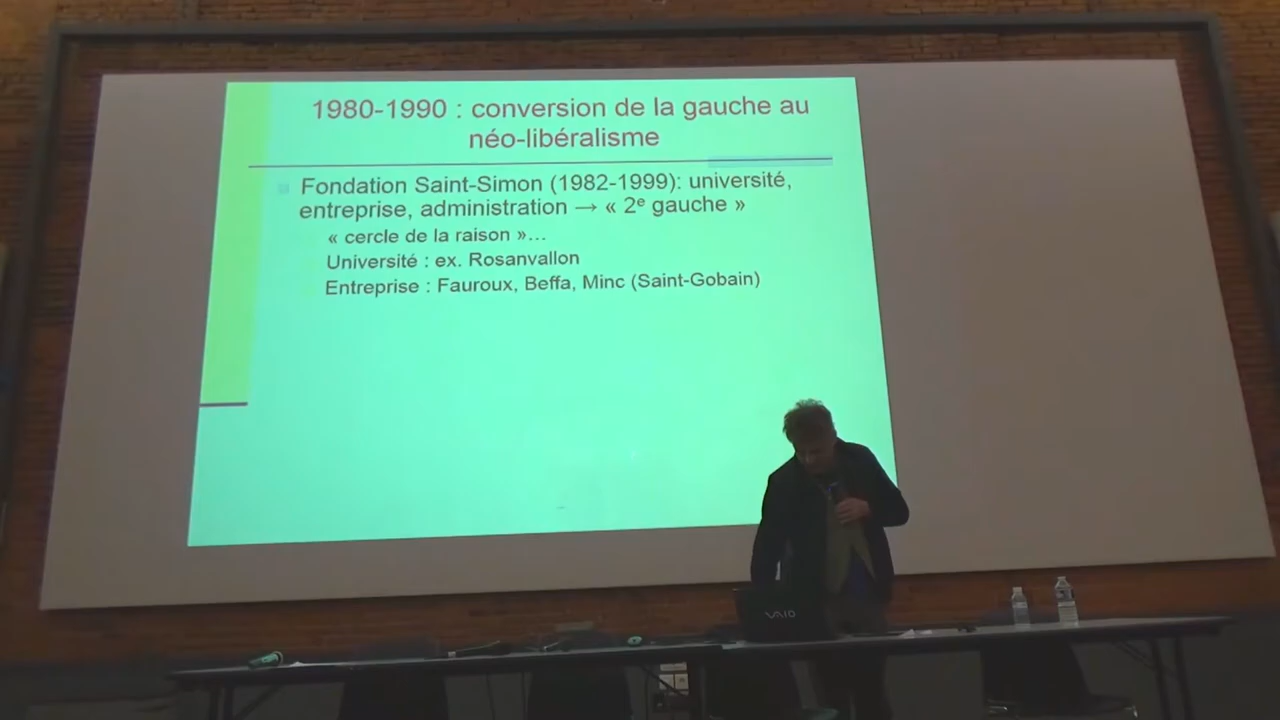 1980-1990 : conversion de la gauche au
néo-libéralisme
Fondation Saint-Simon (1982-1999): université,
entreprise, administration → « 2e gauche »
« cercle de la raison »...
Université : ex. Rosanvallon
Entreprise : Fauroux, Beffa, Minc (Saint-Gobain)
VAIO